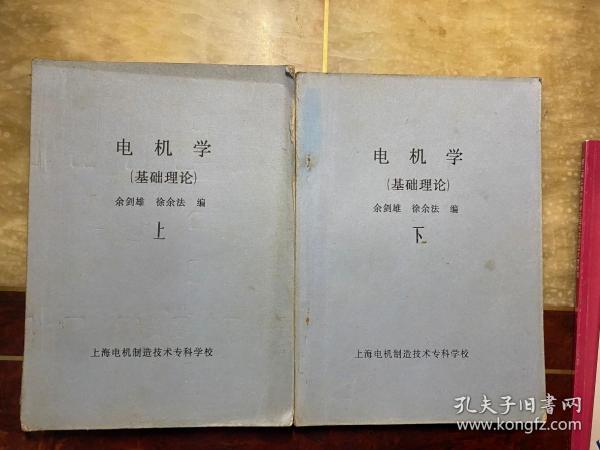 电机学
(基础理论)
余剑雄 徐余法 编
上
上海电机制造技术专科学校
电机学
(基础理论)
余剑雄 徐余法 编
下
上海电机制造技术专科学校
孔夫子旧书网
www.kongfz.com